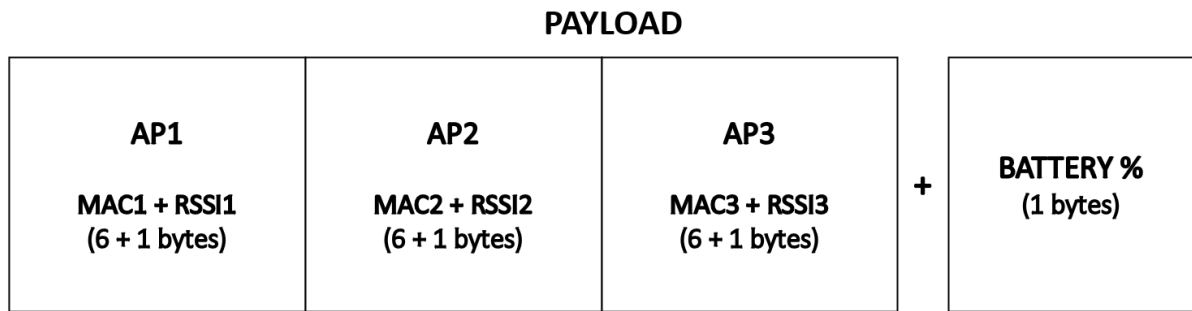 PAYLOAD
AP1
MAC1 + RSSI1
(6 + 1 bytes)
AP2
MAC2 + RSSI2
(6 + 1 bytes)
AP3
MAC3 + RSSI3
(6 + 1 bytes)
+
BATTERY %
(1 bytes)